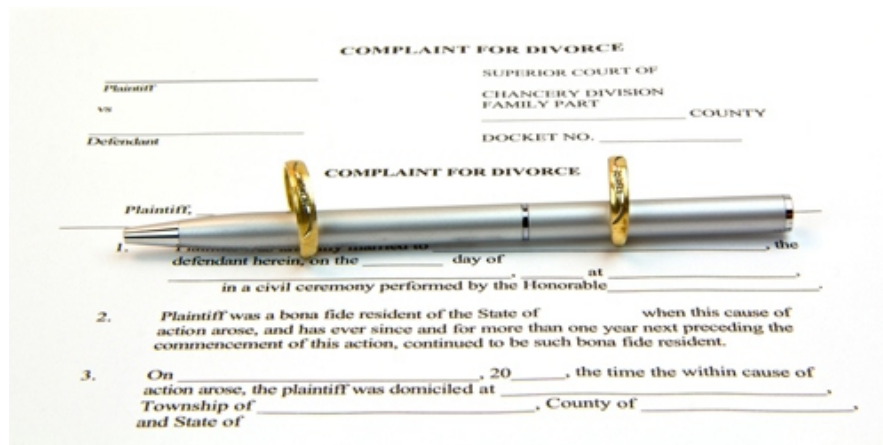 COMPLAINT FOR DIVORCE
SUPERIOR COURT OF
Plaintiff
CHANCERY DIVISION
vs
FAMILY PART
COUNTY
Defendant
DOCKET NO.
COMPLAINT FOR DIVORCE
Plaintiff,
1. married to , the
defendant herein, on the day of
, at ,
in a civil ceremony performed by the Honorable .
2. Plaintiff was a bona fide resident of the State of when this cause of
action arose, and has ever since and for more than one year next preceding the
commencement of this action, continued to be such bona fide resident.
3. On , 20 , the time the within cause of
action arose, the plaintiff was domiciled at ,
Township of , County of ,
and State of